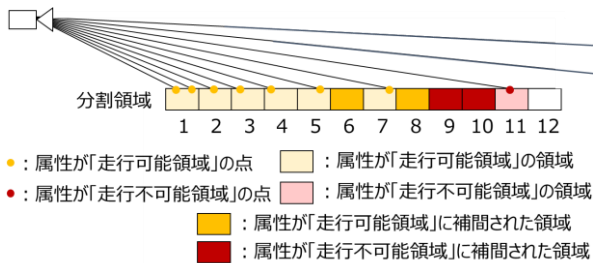 分割領域
1 2 3 4 5 6 7 8 9 10 11 12
：属性が「走行可能領域」の点 ：属性が「走行可能領域」の領域
：属性が「走行不可能領域」の点 ：属性が「走行不可能領域」の領域
：属性が「走行可能領域」に補間された領域
：属性が「走行不可能領域」に補間された領域